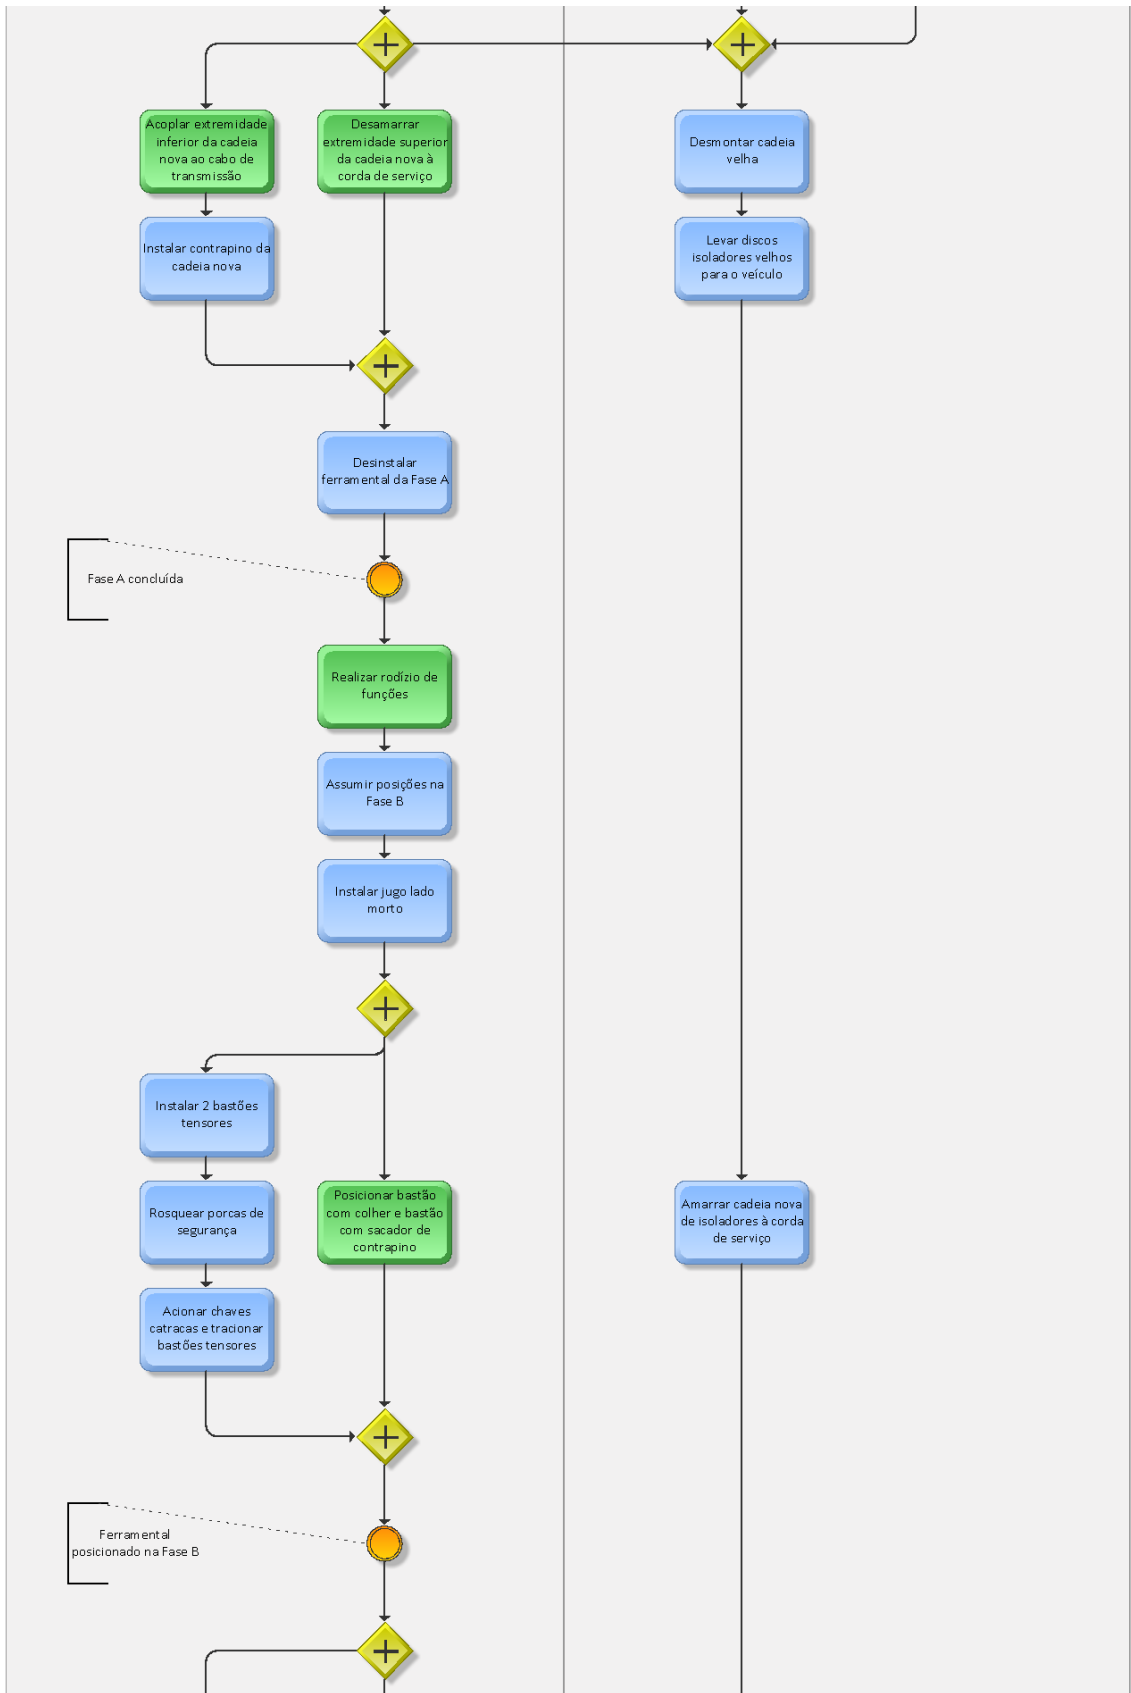 Acoplar extremidade
inferior da cadeia
nova ao cabo de
transmissão
Desamarrar
extremidade superior
da cadeia nova à
corda de serviço
Desmontar cadeia
velha
Instalar contrapino da
cadeia nova
Levar discos
isoladores velhos
para o veículo
Desinstalar
ferramental da Fase A
Fase A concluída
Realizar rodízio de
funções
Assumir posições na
Fase B
Instalar jugo lado
morto
Instalar 2 bastões
tensores
Rosquear porcas de
segurança
Posicionar bastão
com colher e bastão
com sacador de
contrapino
Amarrar cadeia nova
de isoladores à corda
de serviço
Acionar chaves
catracas e tracionar
bastões tensores
Ferramental
posicionado na Fase B